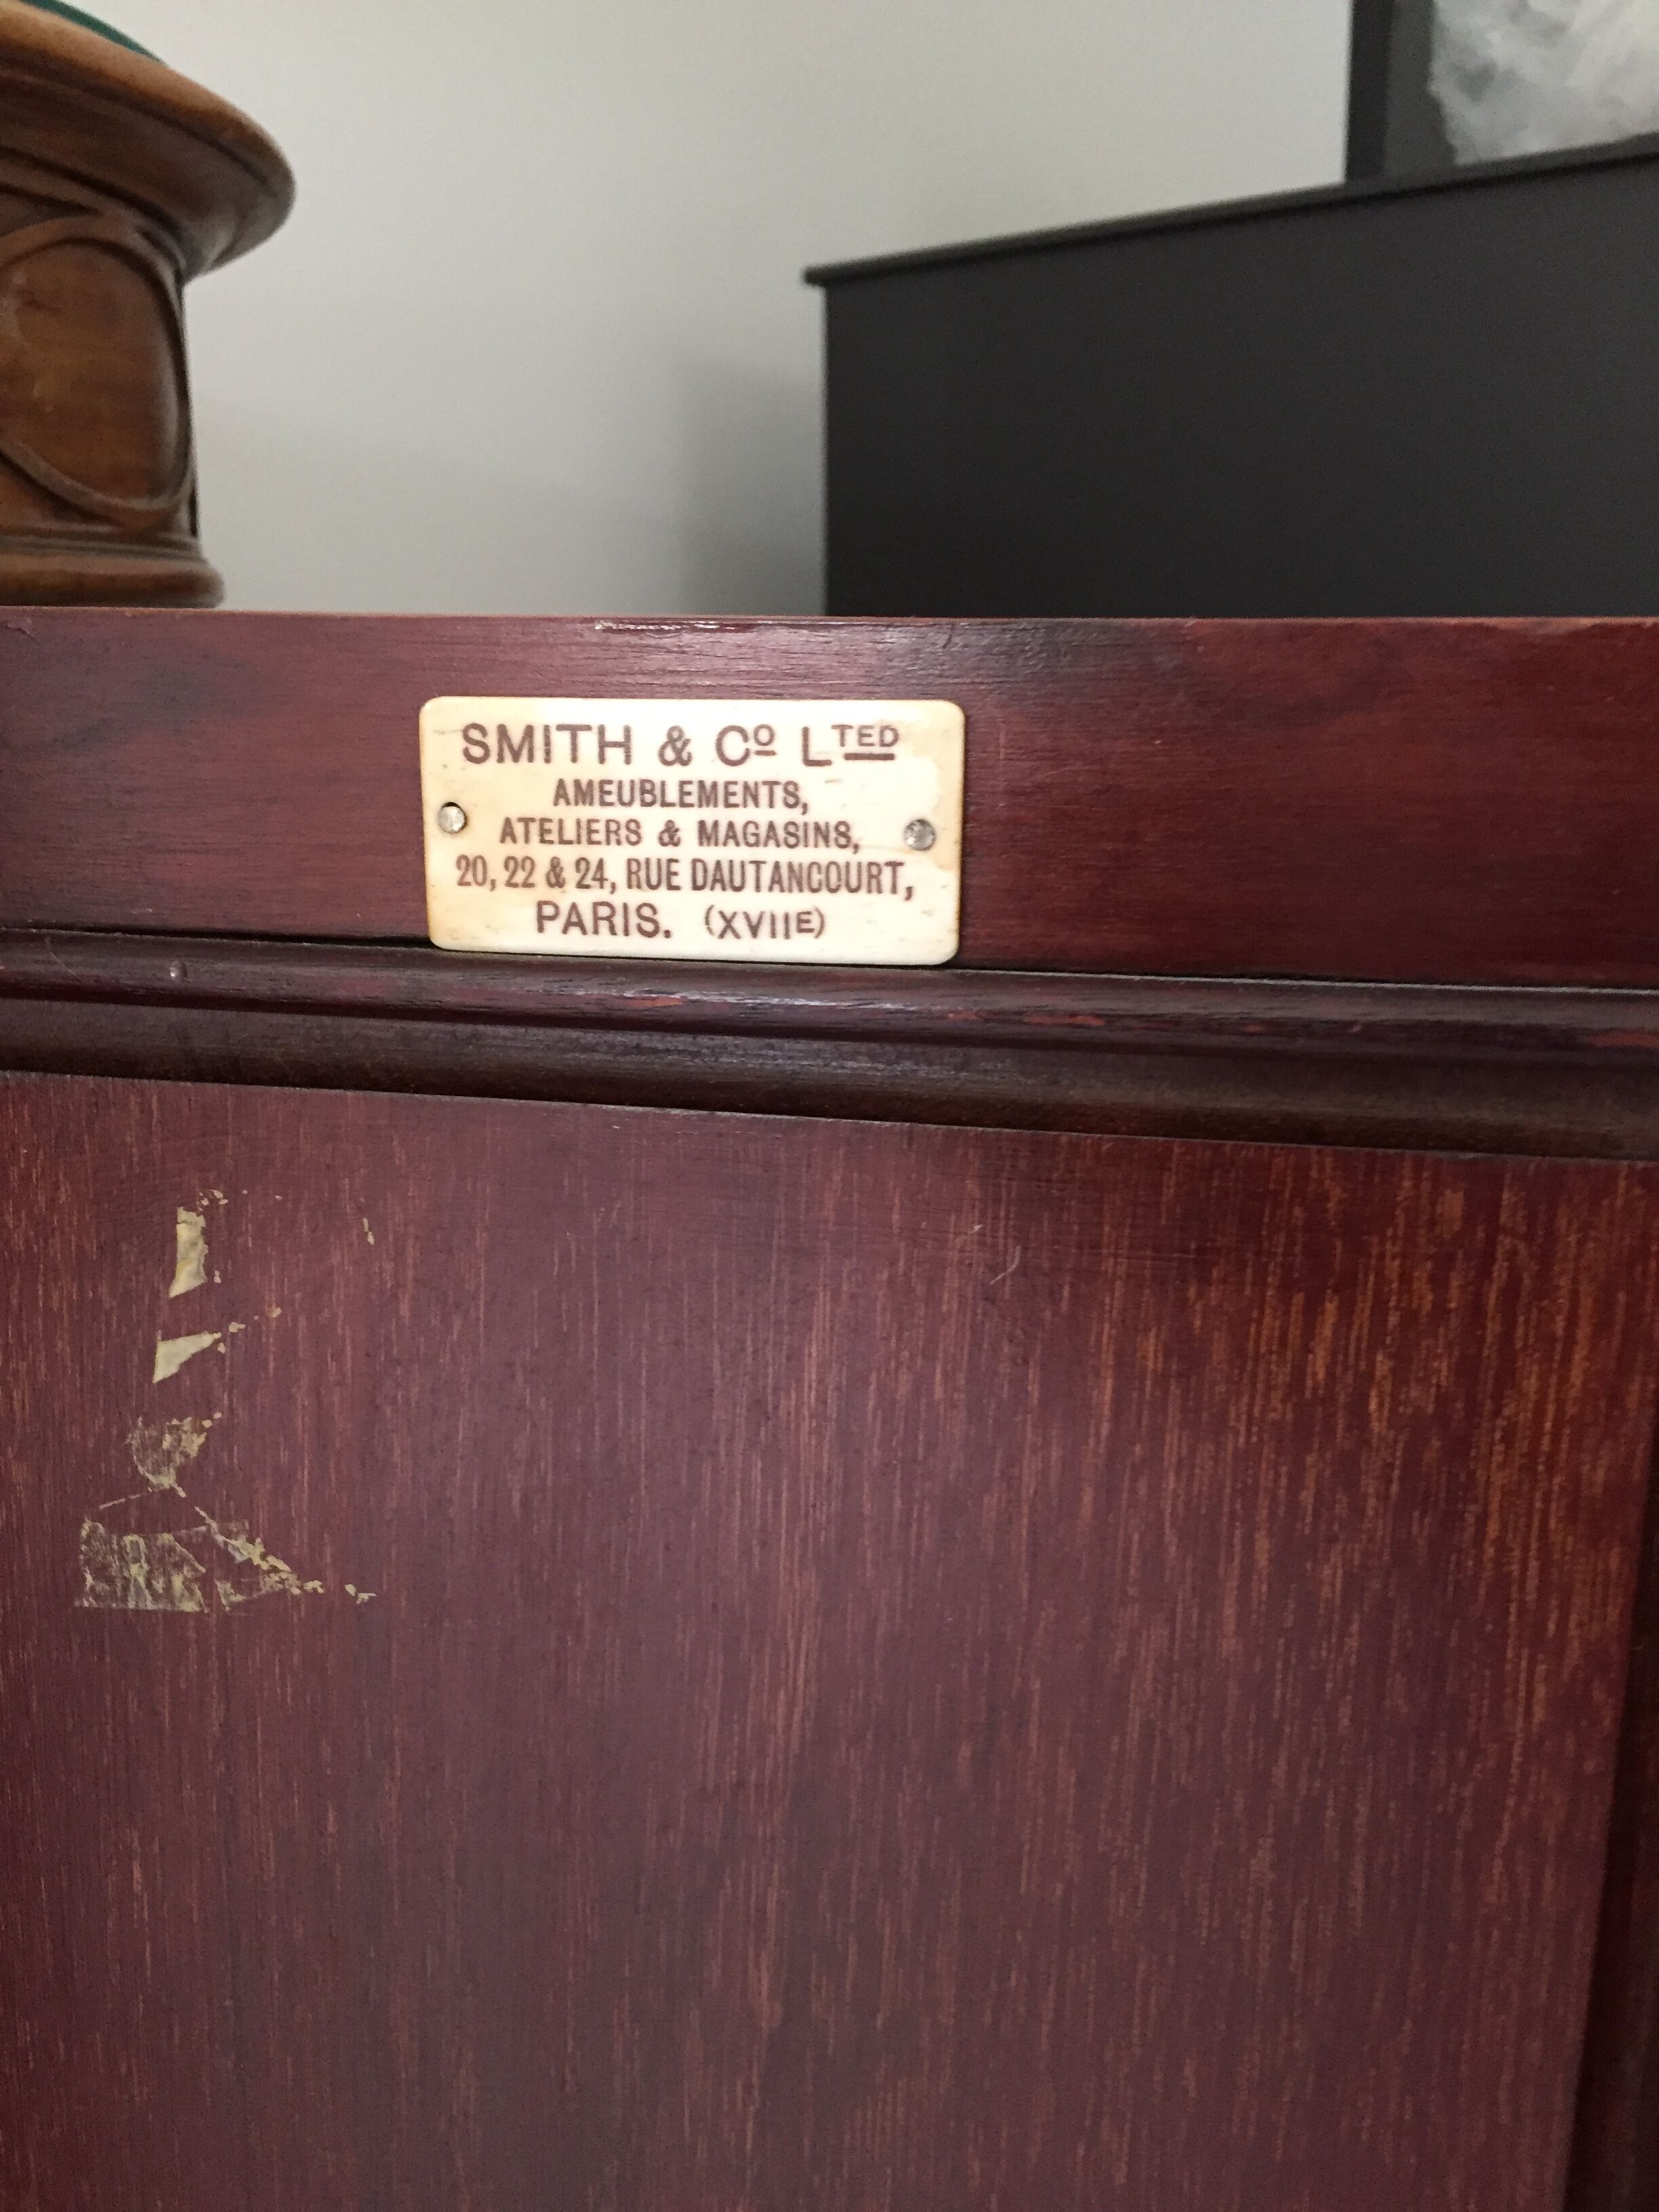 SMITH & Cº LTED
AMEUBLEMENTS,
ATELIERS & MAGASINS,
20, 22 & 24, RUE DAUTANCOURT,
PARIS. (XVIIE)